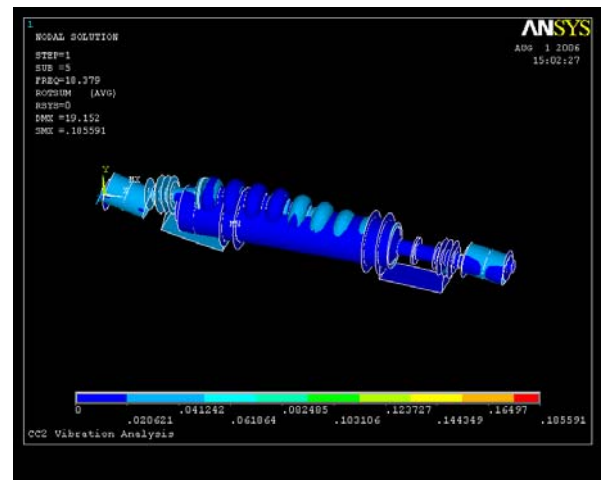 1
NODAL SOLUTION
STEP=1
SUB =5
FREQ=18.379
ROTSUM (AVG)
RSYS=0
DMX =19.152
SMX =.185591
ANSYS
AUG 1 2006
15:02:27
Y
MX
MN
0 .041242 .082485 .123727 .16497
.020621 .061864 .103106 .144349 .185591
CC2 Vibration Analysis